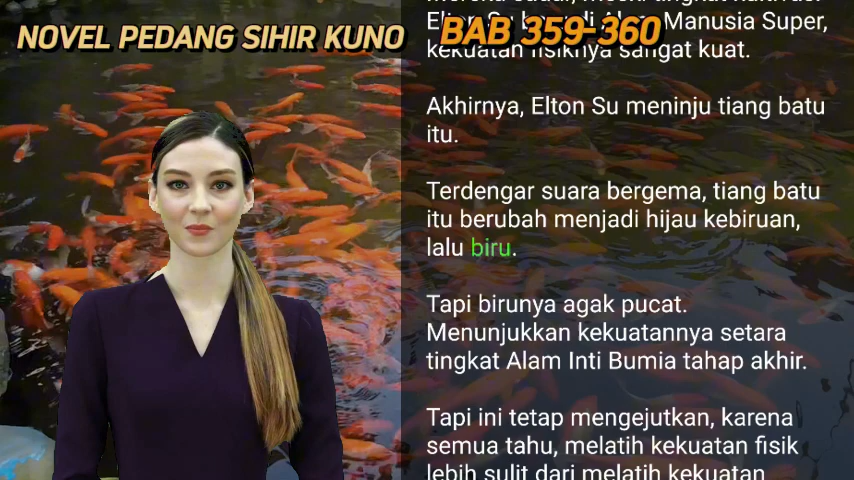 NOVEL PEDANG SIHIR KUNO BAB 359-360
Manusia Super,
kekuatan fisiknya sangat kuat.
Akhirnya, Elton Su meninju tiang batu
itu.
Terdengar suara bergema, tiang batu
itu berubah menjadi hijau kebiruan,
lalu biru.
Tapi birunya agak pucat.
Menunjukkan kekuatannya setara
tingkat Alam Inti Bumia tahap akhir.
Tapi ini tetap mengejutkan, karena
semua tahu, melatih kekuatan fisik
lebih sulit dari melatih kekuatan